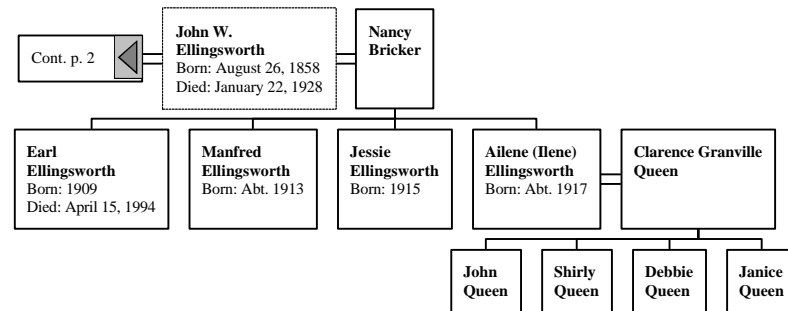 Cont. p. 2
John W.
Ellingsworth
Born: August 26, 1858
Died: January 22, 1928
Nancy
Bricker
Earl
Ellingsworth
Born: 1909
Died: April 15, 1994
Manfred
Ellingsworth
Born: Abt. 1913
Jessie
Ellingsworth
Born: 1915
Ailene (Ilene)
Ellingsworth
Born: Abt. 1917
Clarence Granville
Queen
John
Queen
Shirly
Queen
Debbie
Queen
Janice
Queen